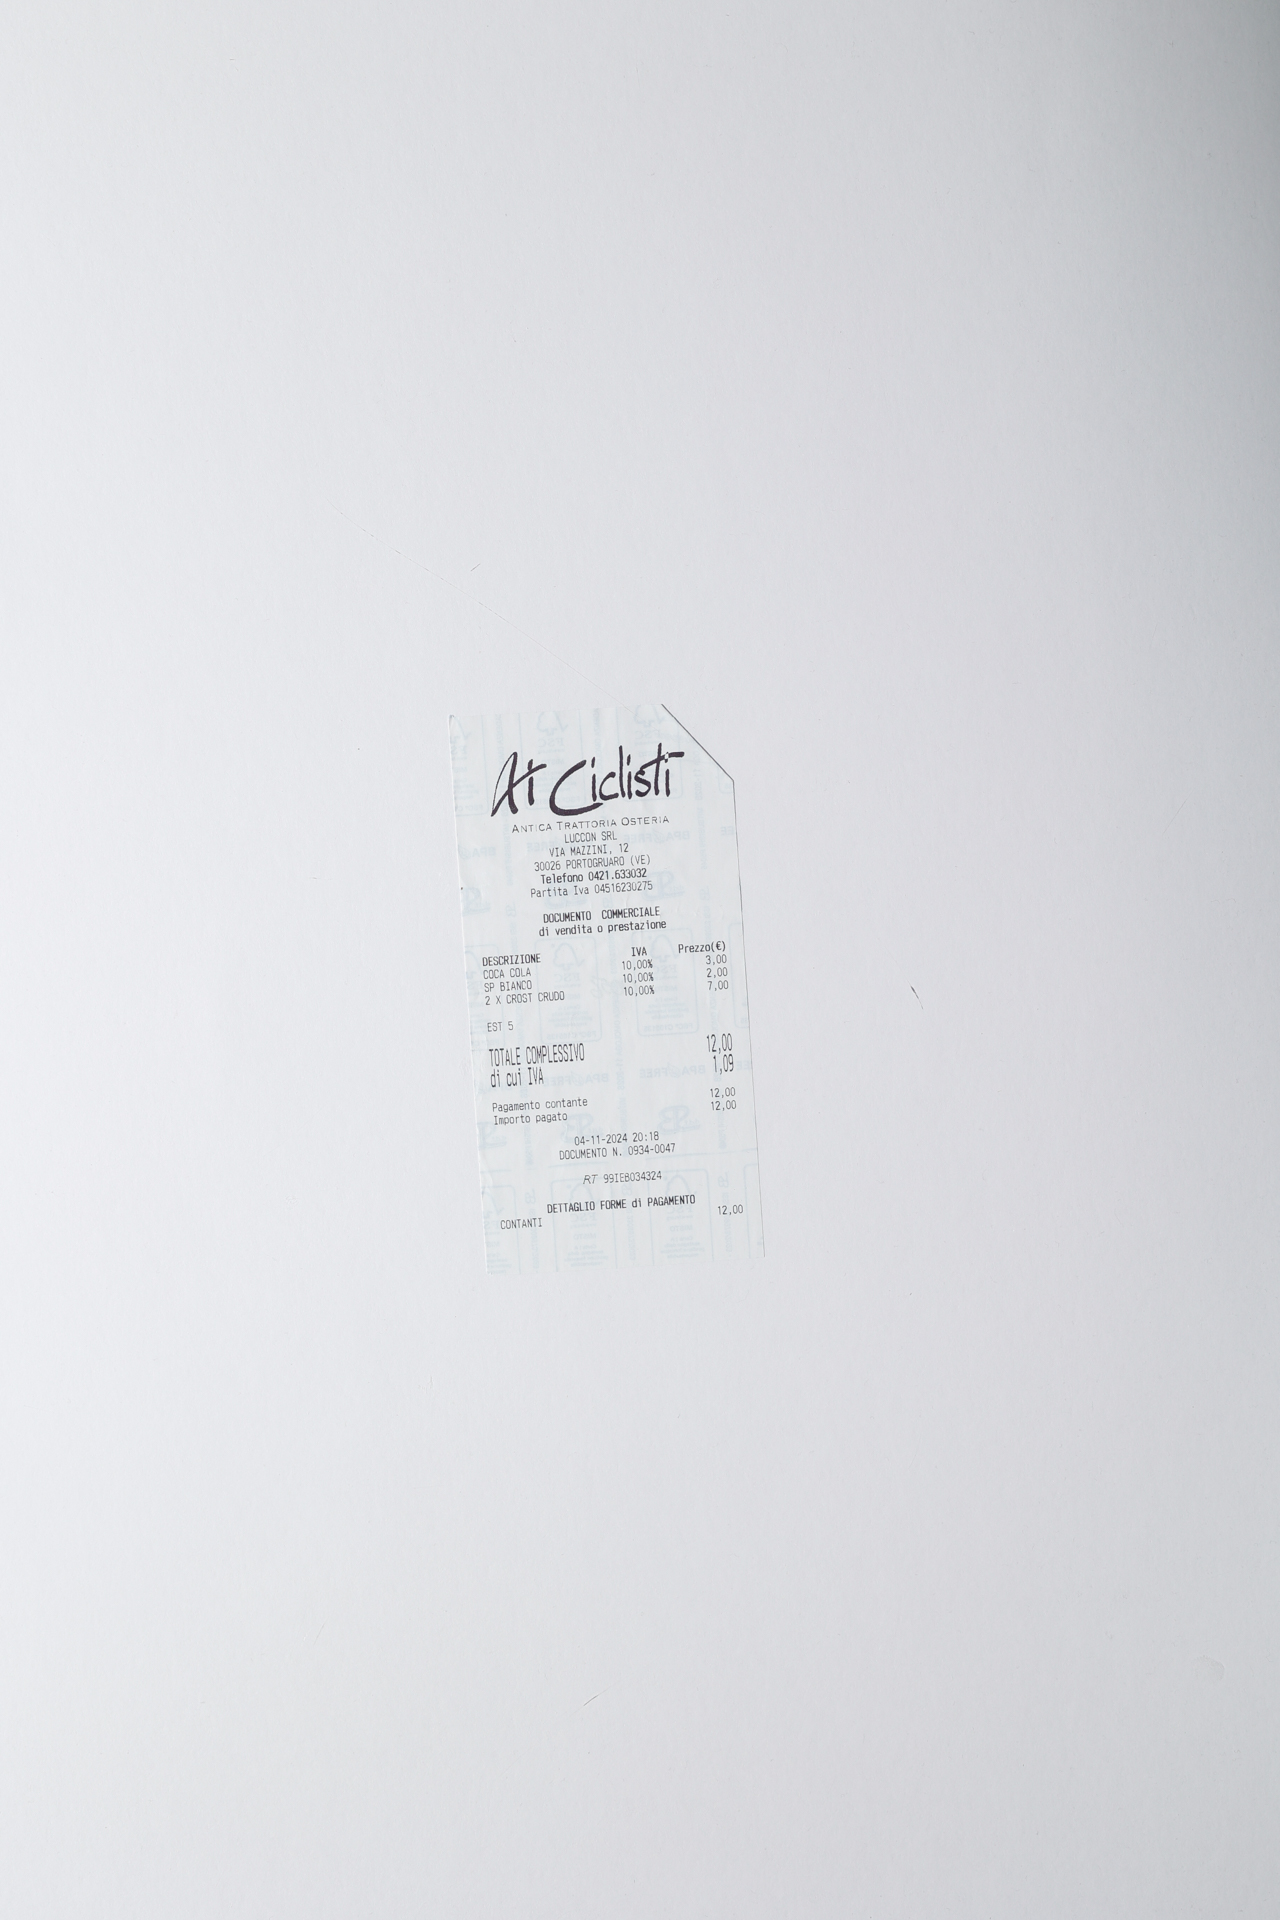 Ai Ciclisti
ANTICA TRATTORIA OSTERIA
LUCCON SRL
VIA MAZZINI, 12
30026 PORTOGRUARO (VE)
Telefono 0421.633032
Partita Iva 04516230275
DOCUMENTO COMMERCIALE
di vendita o prestazione
DESCRIZIONE IVA Prezzo(€)
COCA COLA 10,00% 3,00
SP BIANCO 10,00% 2,00
2 X CROST CRUDO 10,00% 7,00
EST 5
TOTALE COMPLESSIVO 12,00
di cui IVA 1,09
Pagamento contante 12,00
Importo pagato 12,00
04-11-2024 20:18
DOCUMENTO N. 0934-0047
RT 99IEB034324
DETTAGLIO FORME di PAGAMENTO
CONTANTI 12,00